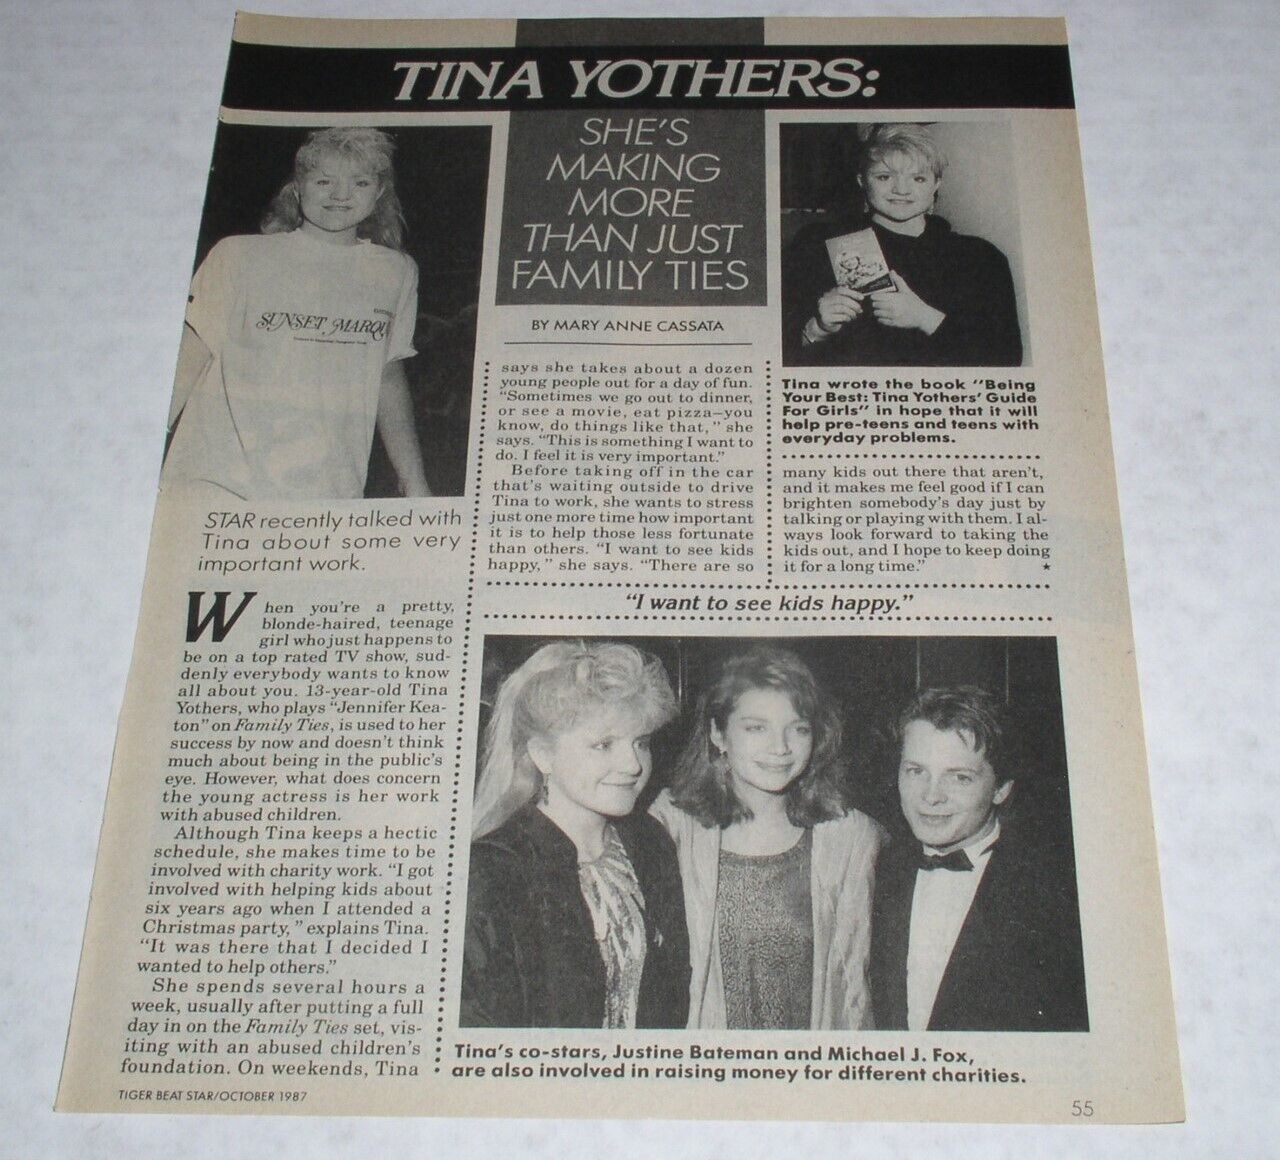 TINA YOTHERS:
SHE'S
MAKING
MORE
THAN JUST
FAMILY TIES
BY MARY ANNE CASSATA
SUNSET MARQU
STAR recently talked with
Tina about some very
important work.
When you're a pretty,
blonde-haired, teenage
girl who just happens to
be on a top rated TV show, sud-
denly everybody wants to know
all about you. 13-year-old Tina
Yothers, who plays "Jennifer Kea-
ton" on Family Ties, is used to her
success by now and doesn't think
much about being in the public's
eye. However, what does concern
the young actress is her work
with abused children.
Although Tina keeps a hectic
schedule, she makes time to be
involved with charity work. "I got
involved with helping kids about
six years ago when I attended a
Christmas party," explains Tina.
"It was there that I decided I
wanted to help others."
She spends several hours a
week, usually after putting a full
day in on the Family Ties set, vis-
iting with an abused children's
foundation. On weekends, Tina
says she takes about a dozen
young people out for a day of fun.
"Sometimes we go out to dinner,
or see a movie, eat pizza—you
know, do things like that," she
says. "This is something I want to
do. I feel it is very important."
Before taking off in the car
that's waiting outside to drive
Tina to work, she wants to stress
just one more time how important
it is to help those less fortunate
than others. "I want to see kids
happy," she says. "There are so
Tina wrote the book "Being
Your Best: Tina Yothers' Guide
For Girls" in hope that it will
help pre-teens and teens with
everyday problems.
many kids out there that aren't,
and it makes me feel good if I can
brighten somebody's day just by
talking or playing with them. I al-
ways look forward to taking the
kids out, and I hope to keep doing
it for a long time." ★
"I want to see kids happy."
Tina's co-stars, Justine Bateman and Michael J. Fox,
are also involved in raising money for different charities.
TIGER BEAT STAR/OCTOBER 1987
55